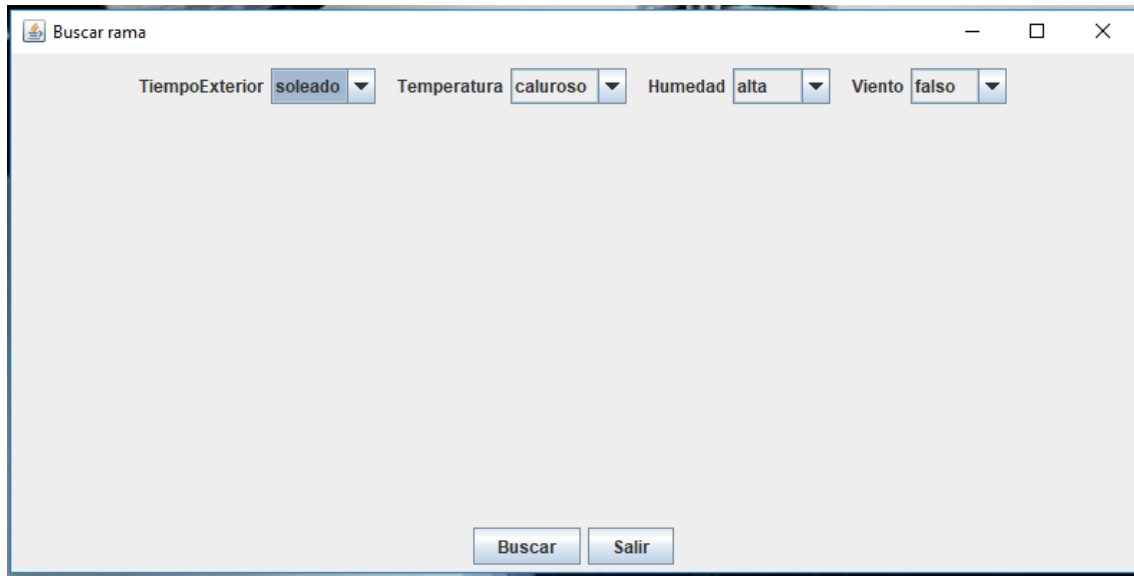 Buscar rama
TiempoExterior soleado Temperatura caluroso Humedad alta Viento falso
Buscar Salir